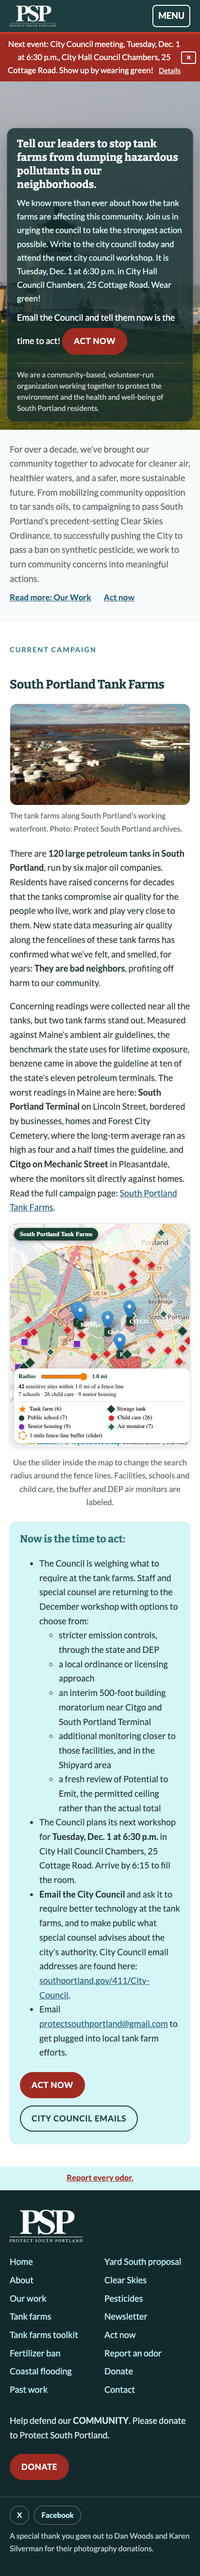 PSP
PROTECT SOUTH PORTLAND
MENU
Next event: City Council meeting, Tuesday, Dec. 1
at 6:30 p.m., City Hall Council Chambers, 25
Cottage Road. Show up by wearing green! Details
×
Tell our leaders to stop tank
farms from dumping hazardous
pollutants in our
neighborhoods.
We know more than ever about how the tank
farms are affecting this community. Join us in
urging the council to take the strongest action
possible. Write to the city council today and
attend the city council workshop. It is
Tuesday, Dec. 1 at 6:30 p.m. in City Hall
Council Chambers, 25 Cottage Road. Wear
green!
Email the Council and tell them now is the
time to act! ACT NOW
We are a community-based, volunteer-run
organization working together to protect the
environment and the health and well-being of
South Portland residents.
For over a decade, we've brought our
community together to advocate for cleaner air,
healthier waters, and a safer, more sustainable
future. From mobilizing community opposition
to tar sands oil, to campaigning to pass South
Portland's precedent-setting Clear Skies
Ordinance, to successfully pushing the City to
pass a ban on synthetic pesticide, we work to
turn community concerns into meaningful
actions.
Read more: Our Work Act now
CURRENT CAMPAIGN
South Portland Tank Farms
The tank farms along South Portland's working
waterfront. Photo: Protect South Portland archives.
There are 120 large petroleum tanks in South
Portland, run by six major oil companies.
Residents have raised concerns for decades
that the tanks compromise air quality for the
people who live, work and play very close to
them. New state data measuring air quality
along the fencelines of these tank farms has
confirmed what we've felt, and smelled, for
years: They are bad neighbors, profiting off
harm to our community.
Concerning readings were collected near all the
tanks, but two tank farms stand out. Measured
against Maine's ambient air guidelines, the
benchmark the state uses for lifetime exposure,
benzene came in above the guideline at ten of
the state's eleven petroleum terminals. The
worst readings in Maine are here: South
Portland Terminal on Lincoln Street, bordered
by businesses, homes and Forest City
Cemetery, where the long-term average ran as
high as four and a half times the guideline, and
Citgo on Mechanic Street in Pleasantdale,
where the monitors sit directly against homes.
Read the full campaign page: South Portland
Tank Farms.
South Portland Tank Farms
Portland
US 1A
Casco
Bay Bridge
Radius 1.0 mi
42 sensitive sites within 1.0 mi of a fence line
7 schools · 26 child care · 9 senior housing
Tank farm (6)
Storage tank
Public school (7)
Child care (26)
Senior housing (9)
Air monitor (7)
1-mile fence-line buffer (slider)
Use the slider inside the map to change the search
radius around the fence lines. Facilities, schools and
child care, the buffer and DEP air monitors are
labeled.
Now is the time to act:
• The Council is weighing what to
require at the tank farms. Staff and
special counsel are returning to the
December workshop with options to
choose from:
stricter emission controls,
through the state and DEP
a local ordinance or licensing
approach
an interim 500-foot building
moratorium near Citgo and
South Portland Terminal
additional monitoring closer to
those facilities, and in the
Shipyard area
a fresh review of Potential to
Emit, the permitted ceiling
rather than the actual total
• The Council plans its next workshop
for Tuesday, Dec. 1 at 6:30 p.m. in
City Hall Council Chambers, 25
Cottage Road. Arrive by 6:15 to fill
the room.
• Email the City Council and ask it to
require better technology at the tank
farms, and to make public what
special counsel advises about the
city's authority. City Council email
addresses are found here:
southportland.gov/411/City-
Council.
• Email
protectsouthportland@gmail.com to
get plugged into local tank farm
efforts.
ACT NOW
CITY COUNCIL EMAILS
Report every odor.
PSP
PROTECT SOUTH PORTLAND
Home
Yard South proposal
About
Clear Skies
Our work
Pesticides
Tank farms
Newsletter
Tank farms toolkit
Act now
Fertilizer ban
Report an odor
Coastal flooding
Donate
Past work
Contact
Help defend our COMMUNITY. Please donate
to Protect South Portland.
DONATE
X
Facebook
A special thank you goes out to Dan Woods and Karen
Silverman for their photography donations.